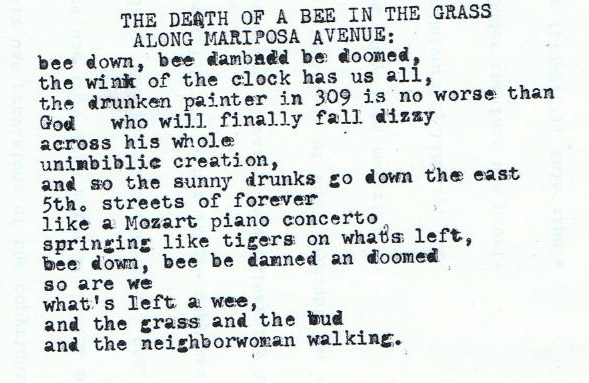 THE DEATH OF A BEE IN THE GRASS
ALONG MARIPOSA AVENUE:
bee down, bee dambndd be doomed,
the wink of the clock has us all,
the drunken painter in 309 is no worse than
God who will finally fall dizzy
across his whole
unimbiblic creation,
and so the sunny drunks go down the east
5th. streets of forever
like a Mozart piano concerto
springing like tigers on what's left,
bee down, bee be damned an doomed
so are we
what's left a wee,
and the grass and the bud
and the neighborwoman walking.